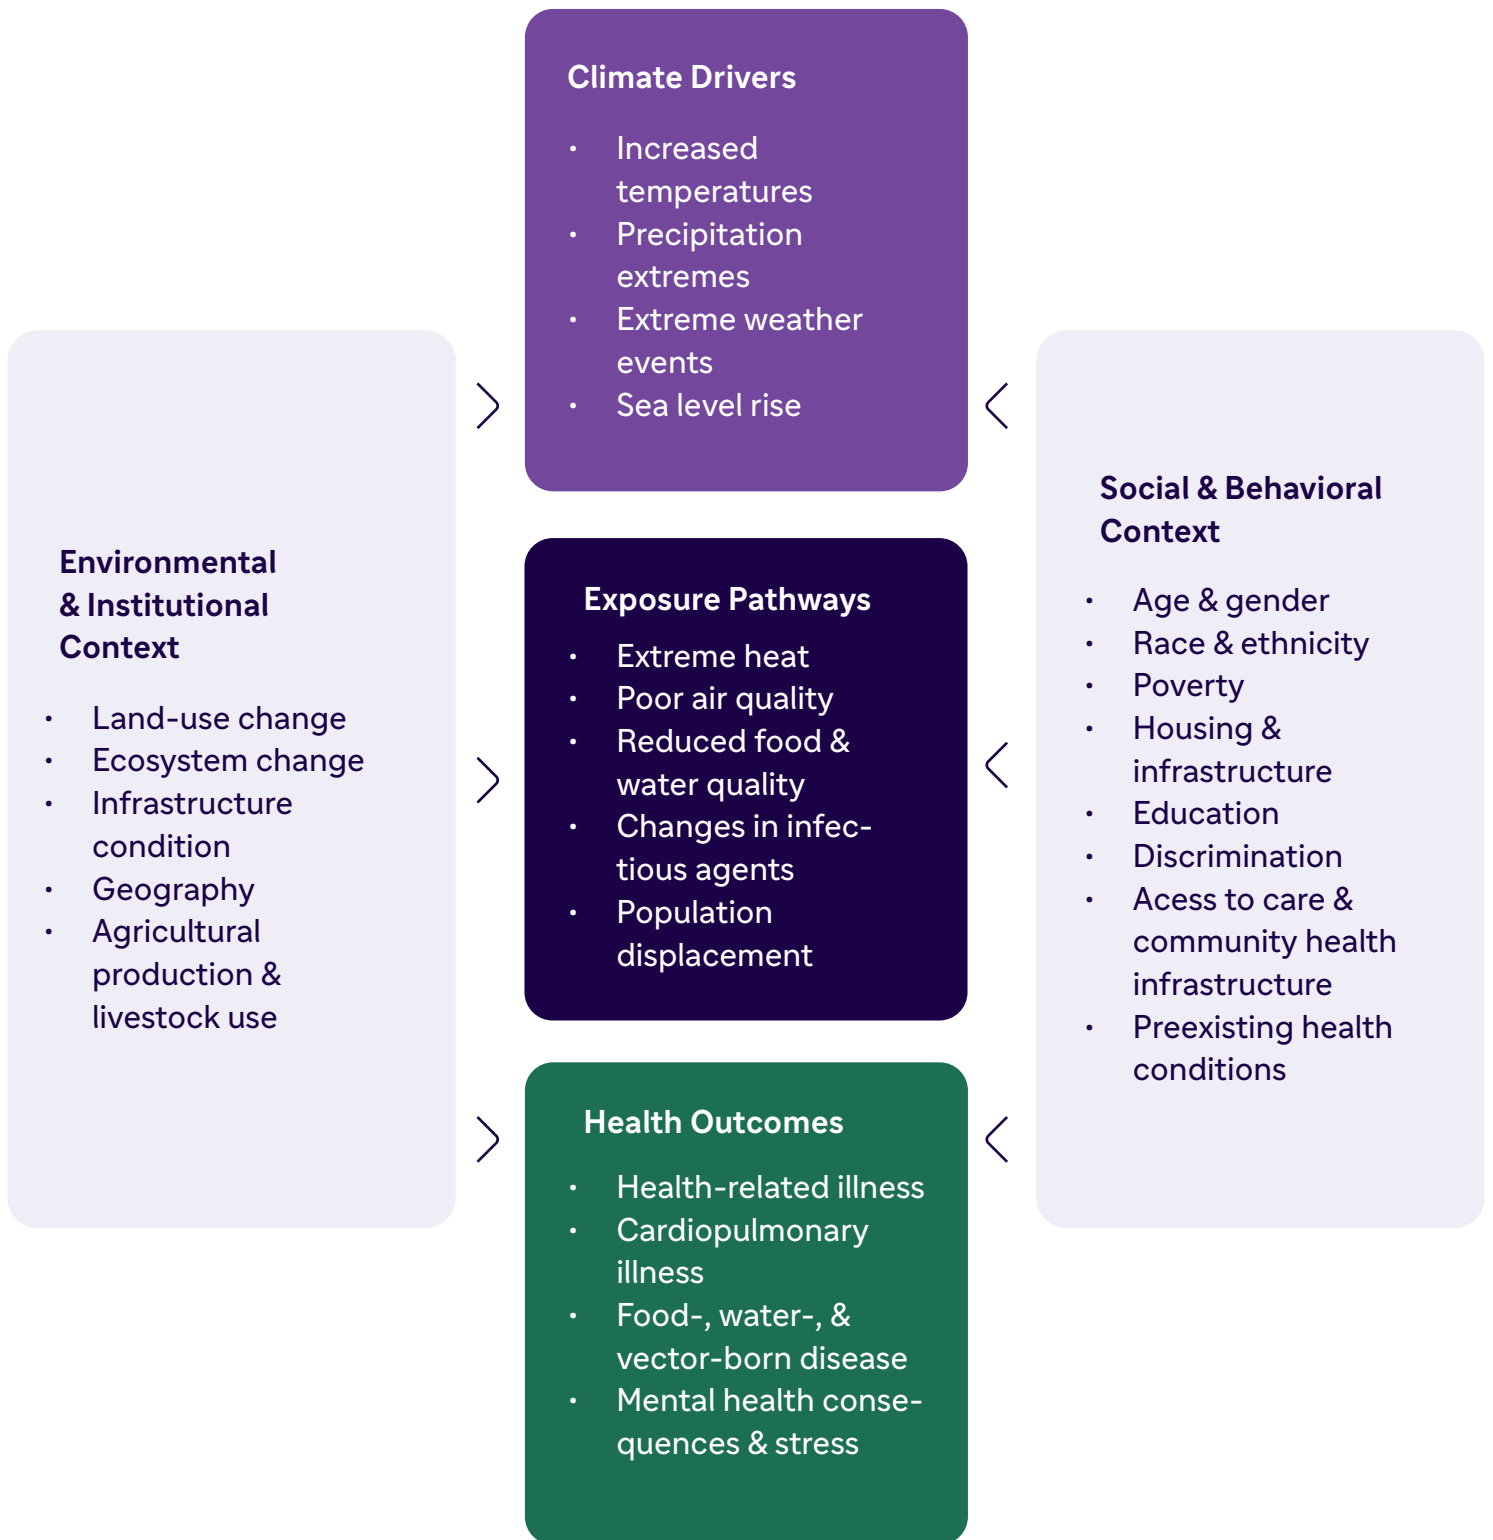 Climate Drivers
• Increased
temperatures
• Precipitation
extremes
• Extreme weather
events
• Sea level rise
Environmental
& Institutional
Context
• Land-use change
• Ecosystem change
• Infrastructure
condition
• Geography
• Agricultural
production &
livestock use
Exposure Pathways
• Extreme heat
• Poor air quality
• Reduced food &
water quality
• Changes in infec-
tious agents
• Population
displacement
Social & Behavioral
Context
• Age & gender
• Race & ethnicity
• Poverty
• Housing &
infrastructure
• Education
• Discrimination
• Acess to care &
community health
infrastructure
• Preexisting health
conditions
Health Outcomes
• Health-related illness
• Cardiopulmonary
illness
• Food-, water-, &
vector-born disease
• Mental health conse-
quences & stress